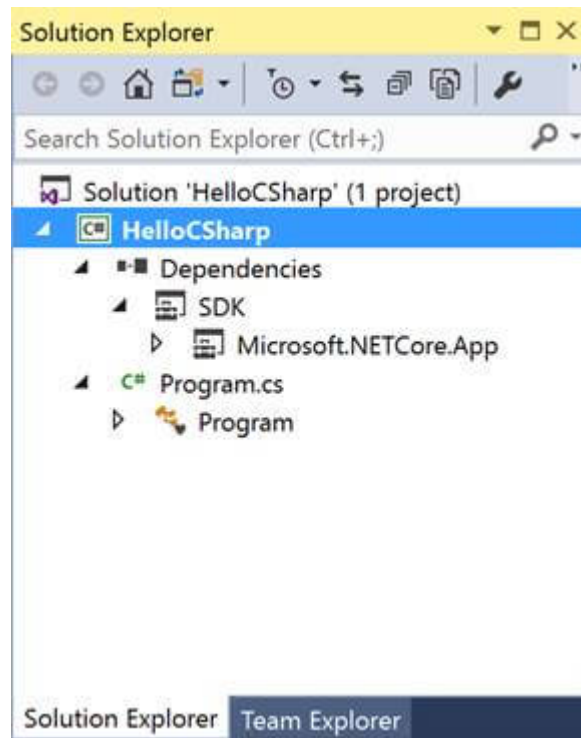 Solution Explorer
Search Solution Explorer (Ctrl+;)
Solution 'HelloCSharp' (1 project)
C# HelloCSharp
Dependencies
SDK
Microsoft.NETCore.App
C# Program.cs
Program
Solution Explorer Team Explorer